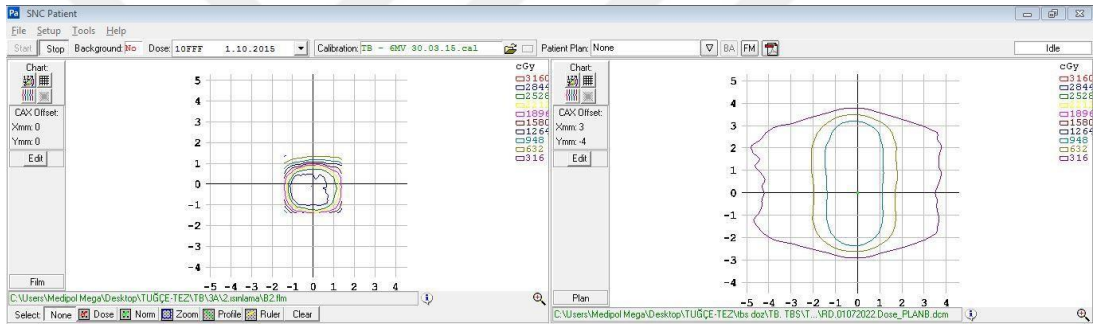 SNC Patient
File Setup Tools Help
Start Stop Background: No Dose: 10FFF 1.10.2015 Calibration: TB - 6MV 30.03.15.cal Patient Plan: None BA FM Idle
Chart:
CAX Offset:
Xmm: 0
Ymm: 0
Edit
Film
5
4
3
2
1
0
-1
-2
-3
-4
-5 -4 -3 -2 -1 0 1 2 3 4
cGy
3160
2844
2528
1896
1580
1264
948
632
316
C:\Users\Medipol Mega\Desktop\TUĞÇE-TEZ\TB\3A\2.ısınlama\B2.flm
Select: None Dose Norm Zoom Profile Ruler Clear
Chart:
CAX Offset:
Xmm: 3
Ymm: -4
Edit
Plan
5
4
3
2
1
0
-1
-2
-3
-4
-5 -4 -3 -2 -1 0 1 2 3 4
cGy
3160
2844
2528
1896
1580
1264
948
632
316
C:\Users\Medipol Mega\Desktop\TUĞÇE-TEZ\tbs doz\TB. TBS\T...\RD.01072022.Dose_PLANB.dcm